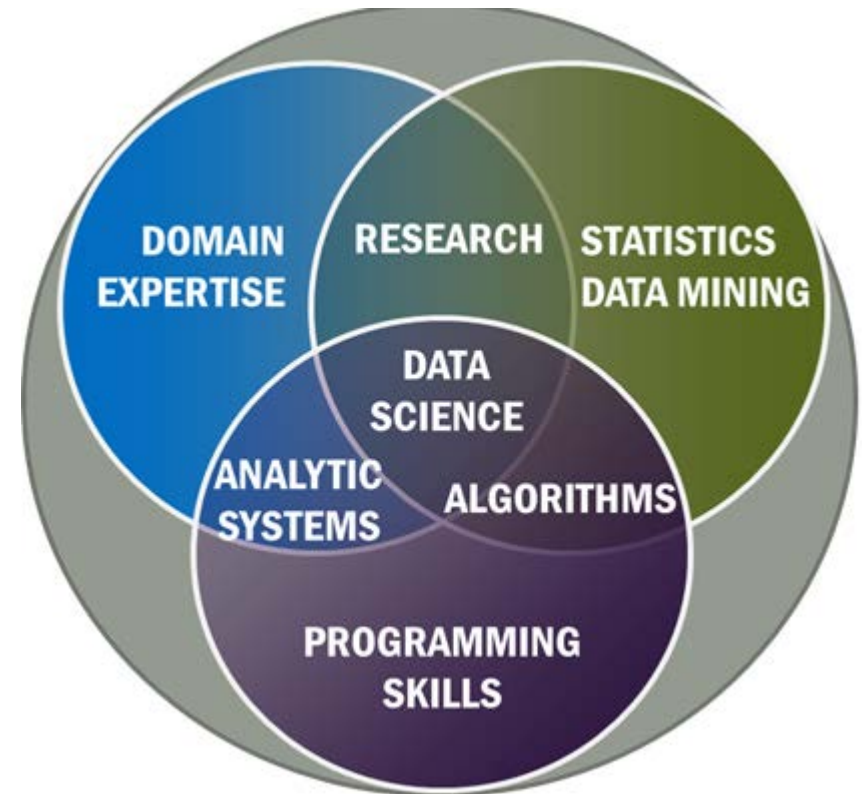 DOMAIN
EXPERTISE
RESEARCH
STATISTICS
DATA MINING
DATA
SCIENCE
ANALYTIC
SYSTEMS
ALGORITHMS
PROGRAMMING
SKILLS